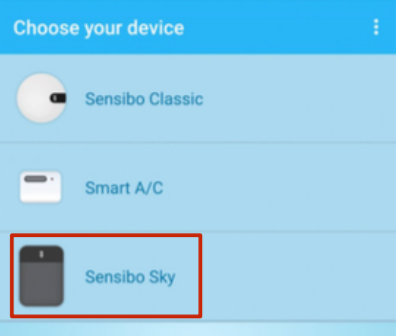 Choose your device
Sensibo Classic
Smart A/C
Sensibo Sky